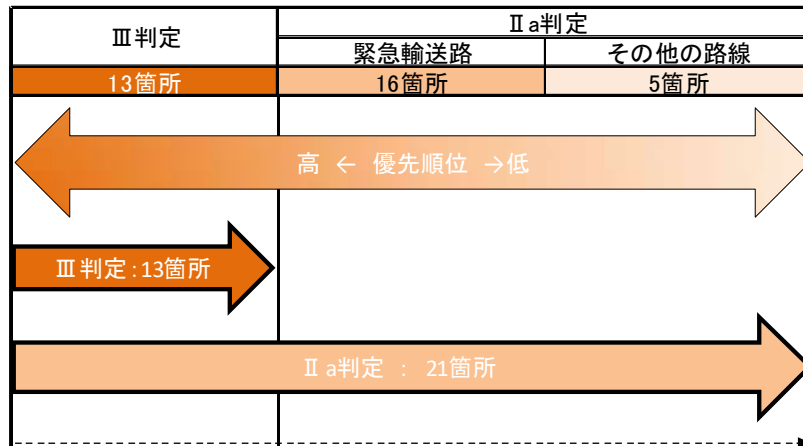 Ⅲ判定
Ⅱa判定
緊急輸送路
その他の路線
13箇所
16箇所
5箇所
高 ← 優先順位 →低
Ⅲ判定:13箇所
Ⅱa判定 : 21箇所